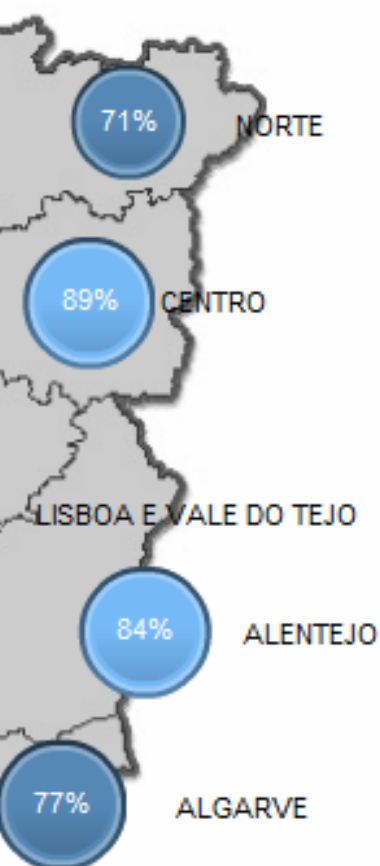 71% NORTE
89% CENTRO
LISBOA E VALE DO TEJO
84% ALENTEJO
77% ALGARVE